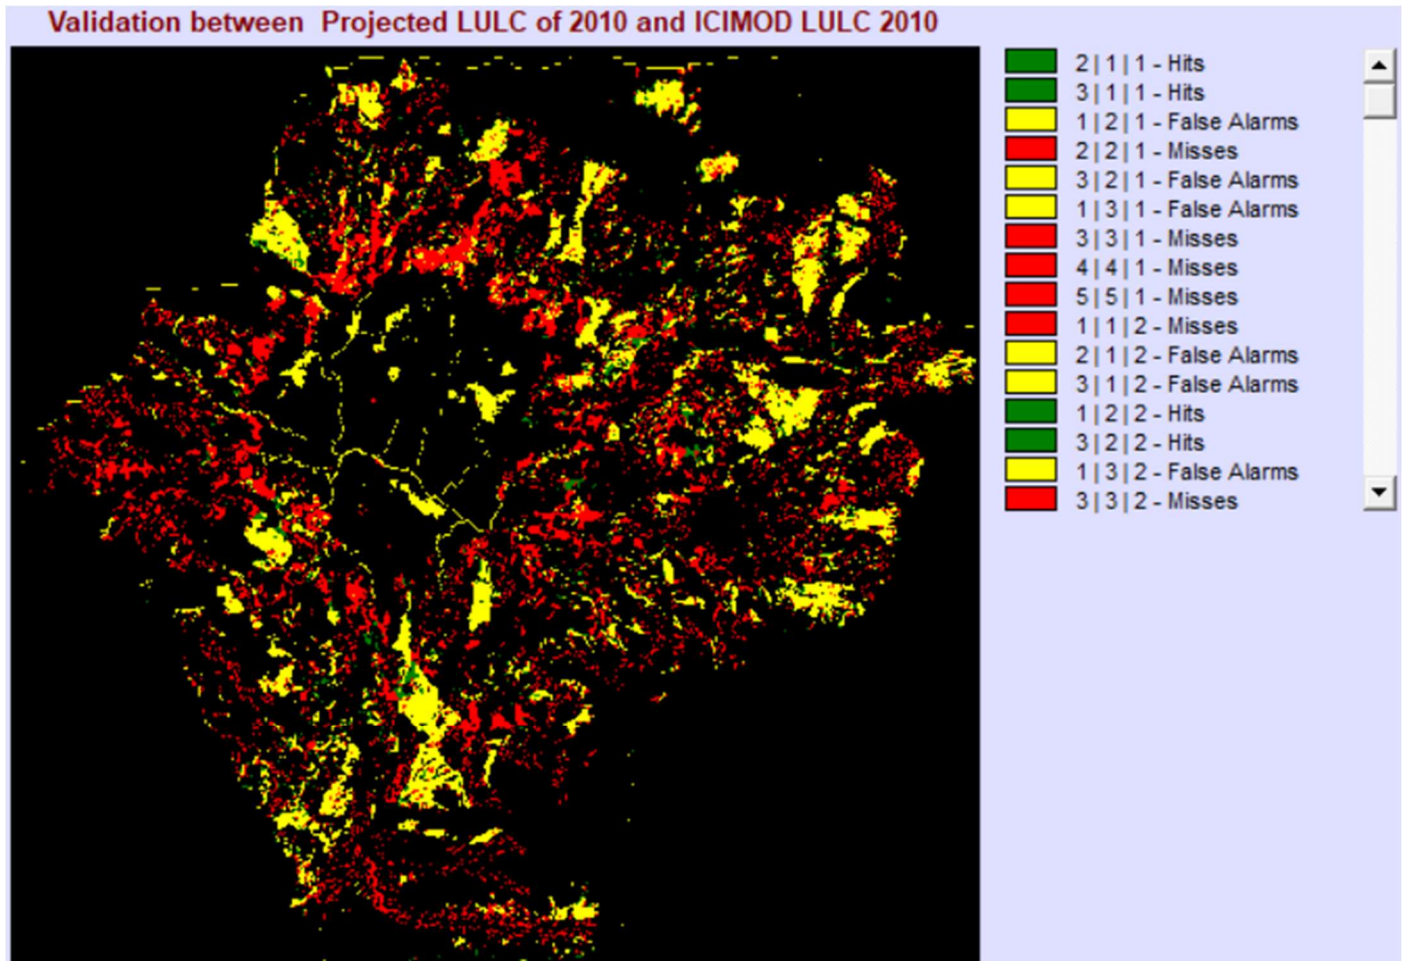 Validation between Projected LULC of 2010 and ICIMOD LULC 2010
2 | 1 | 1 - Hits
3 | 1 | 1 - Hits
1 | 2 | 1 - False Alarms
2 | 2 | 1 - Misses
3 | 2 | 1 - False Alarms
1 | 3 | 1 - False Alarms
3 | 3 | 1 - Misses
4 | 4 | 1 - Misses
5 | 5 | 1 - Misses
1 | 1 | 2 - Misses
2 | 1 | 2 - False Alarms
3 | 1 | 2 - False Alarms
1 | 2 | 2 - Hits
3 | 2 | 2 - Hits
1 | 3 | 2 - False Alarms
3 | 3 | 2 - Misses